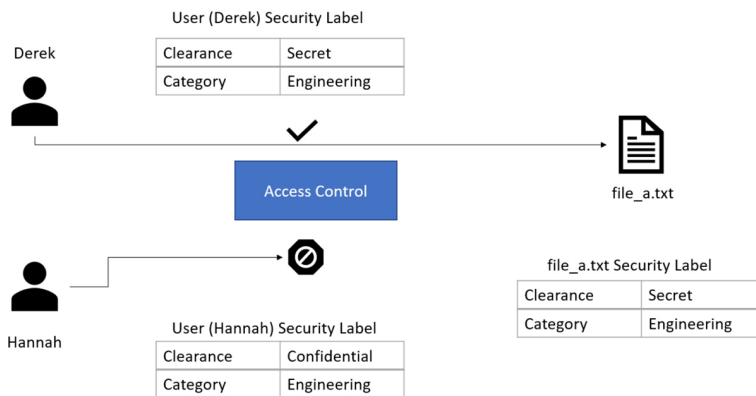 User (Derek) Security Label
Derek
Clearance Secret
Category Engineering
Access Control
file_a.txt
file_a.txt Security Label
Clearance Secret
Category Engineering
Hannah
User (Hannah) Security Label
Clearance Confidential
Category Engineering